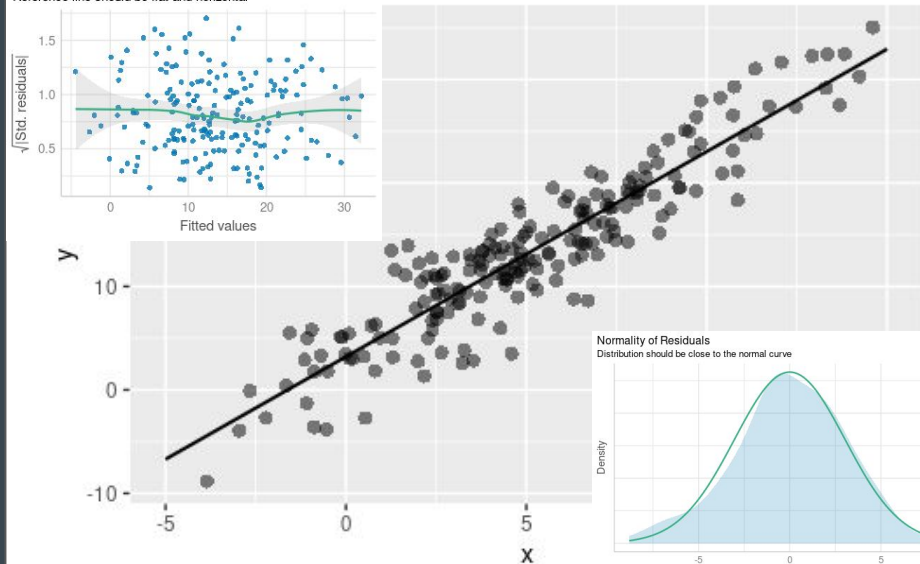 1.5
1.0
0.5
√|Std. residuals|
0
10
20
30
Fitted values
y
10
0
-10
-5
0
5
x
Normality of Residuals
Distribution should be close to the normal curve
Density
-5
0
5